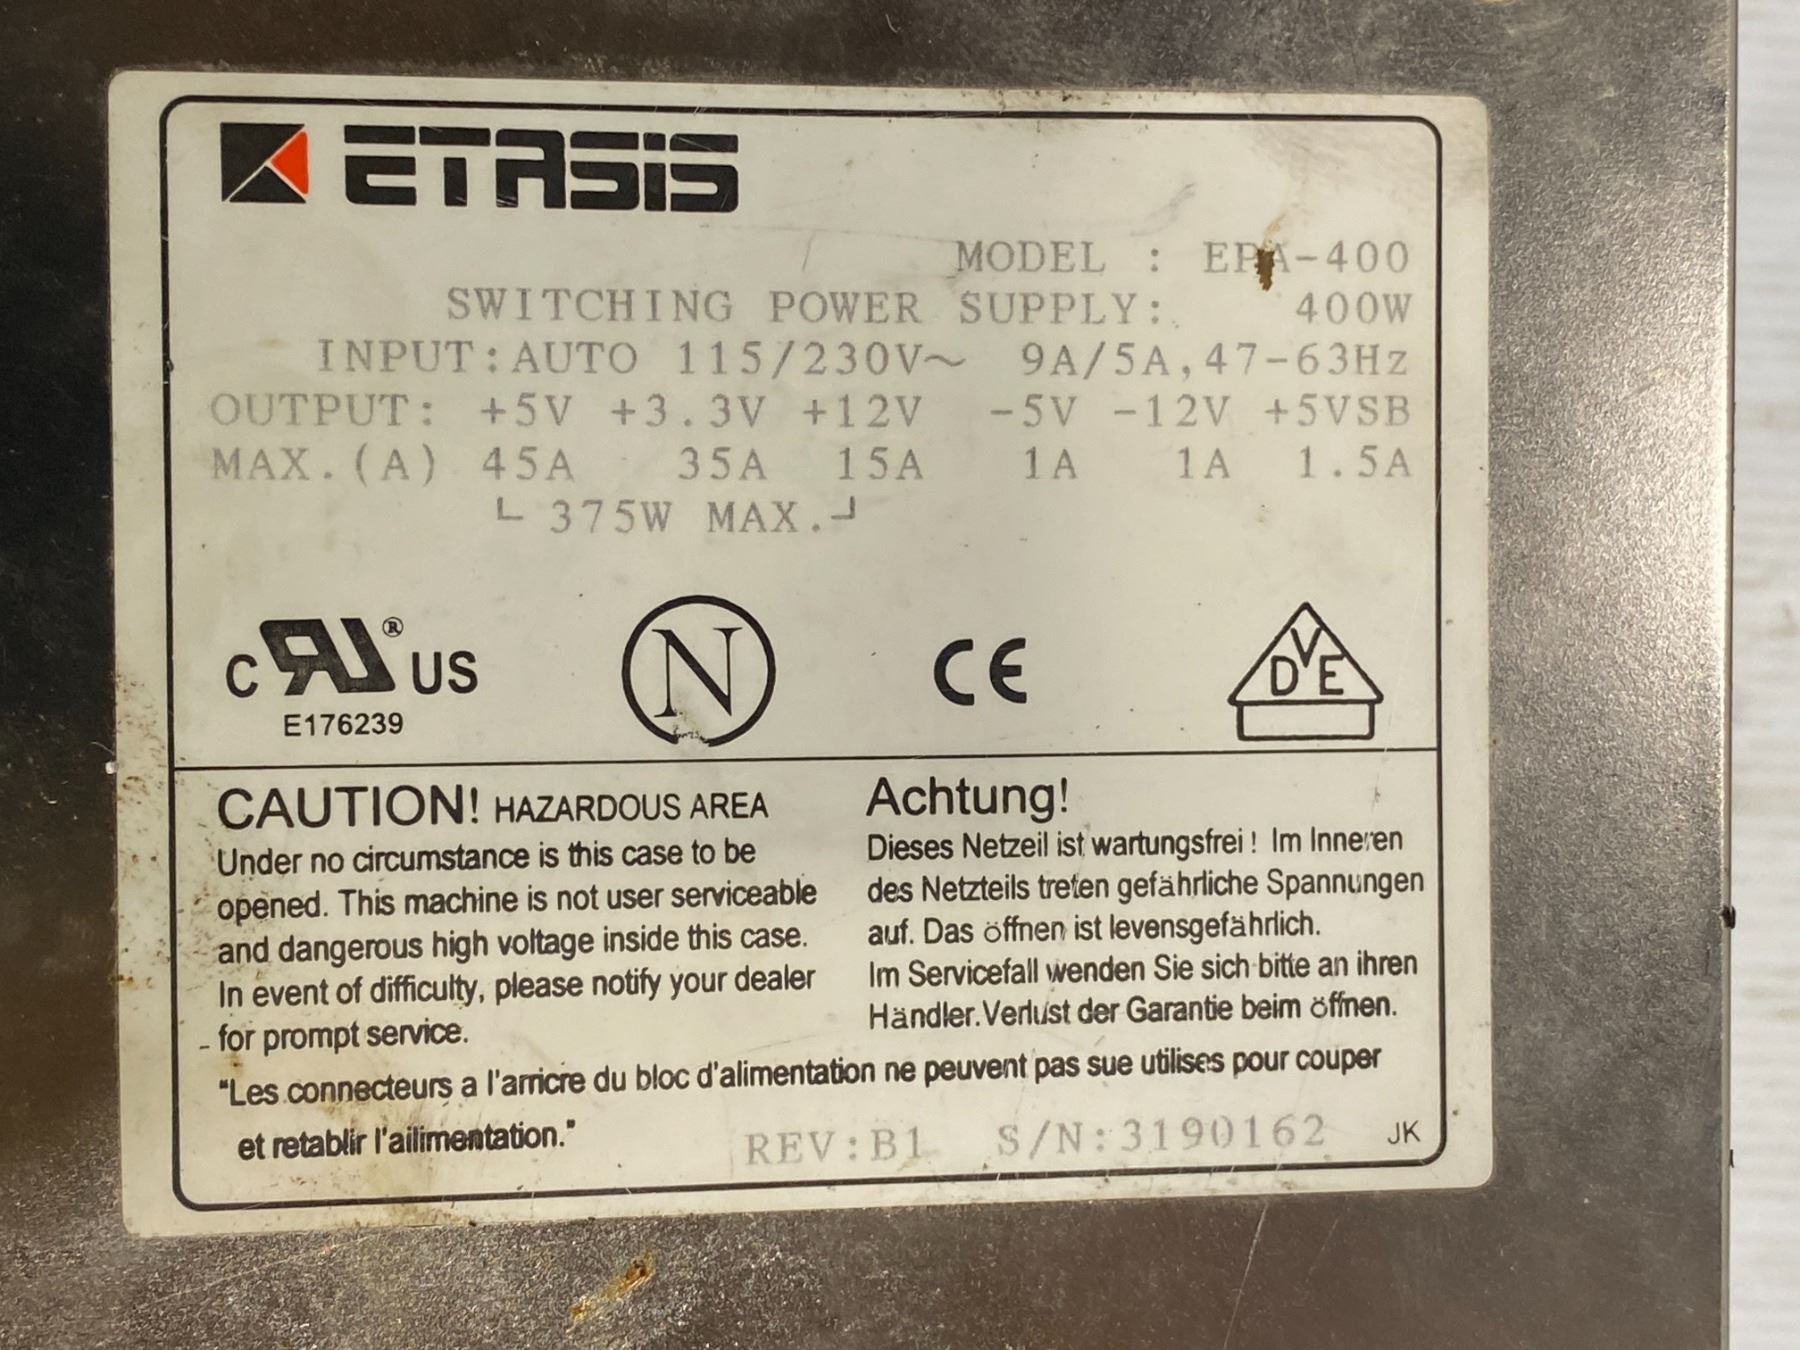 ETASIS
MODEL : EPA-400
SWITCHING POWER SUPPLY: 400W
INPUT:AUTO 115/230V~ 9A/5A,47-63Hz
OUTPUT: +5V +3.3V +12V -5V -12V +5VSB
MAX.(A) 45A 35A 15A 1A 1A 1.5A
└ 375W MAX.┘
C RU® US
E176239
N
CE
DVE
CAUTION! HAZARDOUS AREA
Under no circumstance is this case to be
opened. This machine is not user serviceable
and dangerous high voltage inside this case.
In event of difficulty, please notify your dealer
for prompt service.
Achtung!
Dieses Netzeil ist wartungsfrei! Im Inneren
des Netzteils treten gefährliche Spannungen
auf. Das öffnen ist levensgefährlich.
Im Servicefall wenden Sie sich bitte an ihren
Händler.Verlust der Garantie beim öffnen.
"Les connecteurs a l'arricre du bloc d'alimentation ne peuvent pas sue utilises pour couper
et retablir l'ailimentation."
REV:B1 S/N:3190162 JK